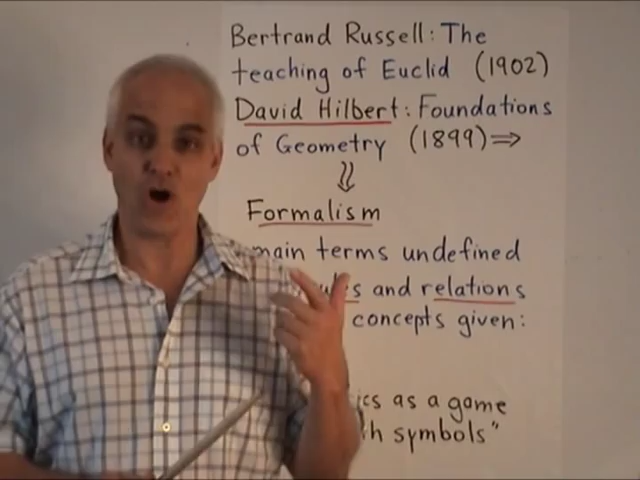 Bertrand Russell: The
teaching of Euclid (1902)
David Hilbert: Foundations
of Geometry (1899) ⇒
⇓
Formalism
main terms undefined
and relations
concepts given:
as a game
symbols"